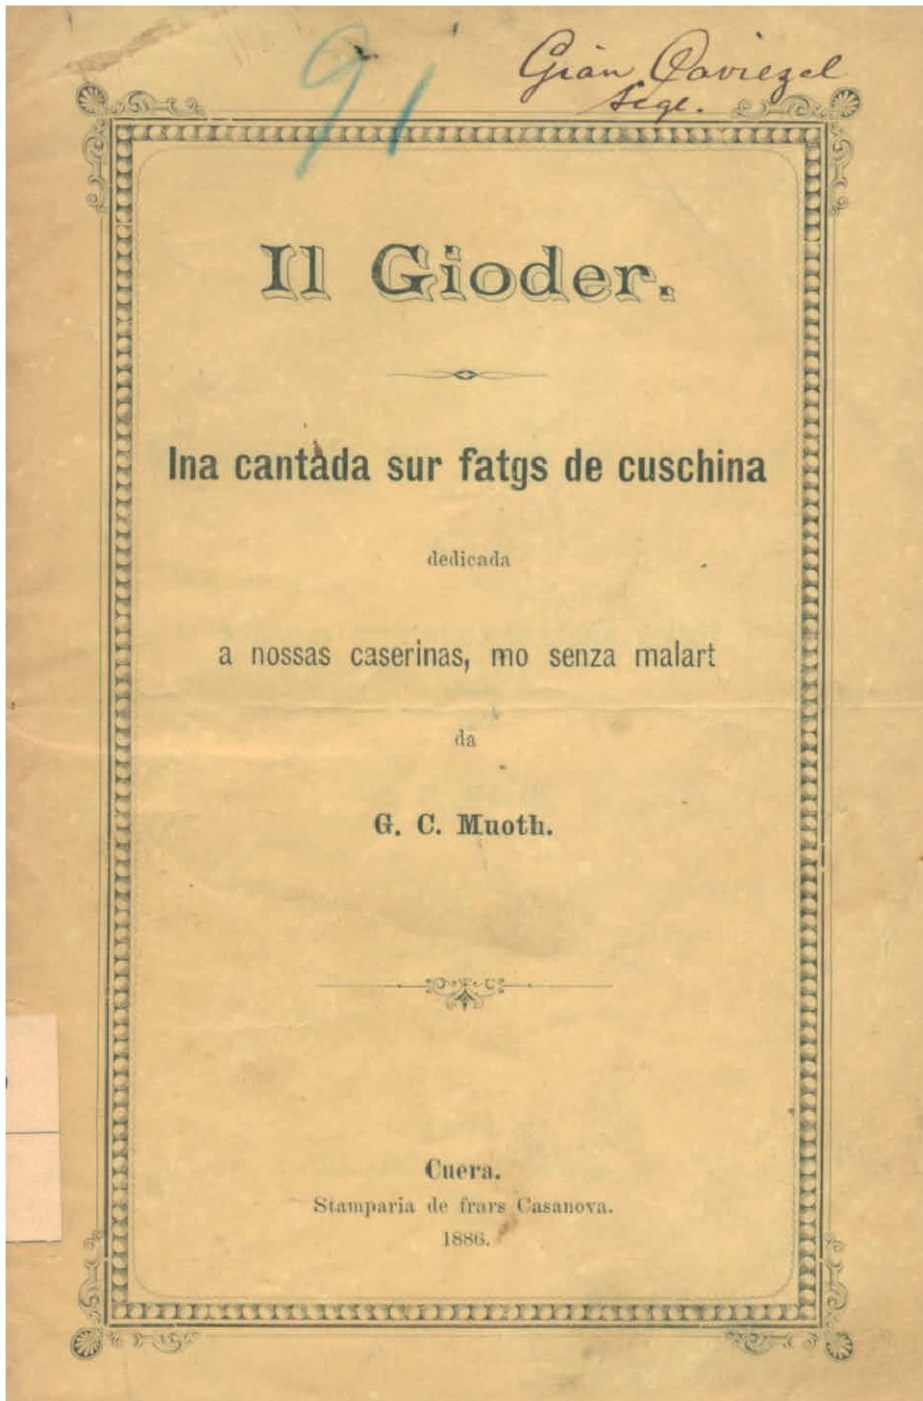 91
Gian Caviezel
Il Gioder.
Ina cantada sur fatgs de cuschina
dedicada
a nossas caserinas, mo senza malart
da
G. C. Muoth.
Cuera.
Stamparia de frars Casanova.
1886.